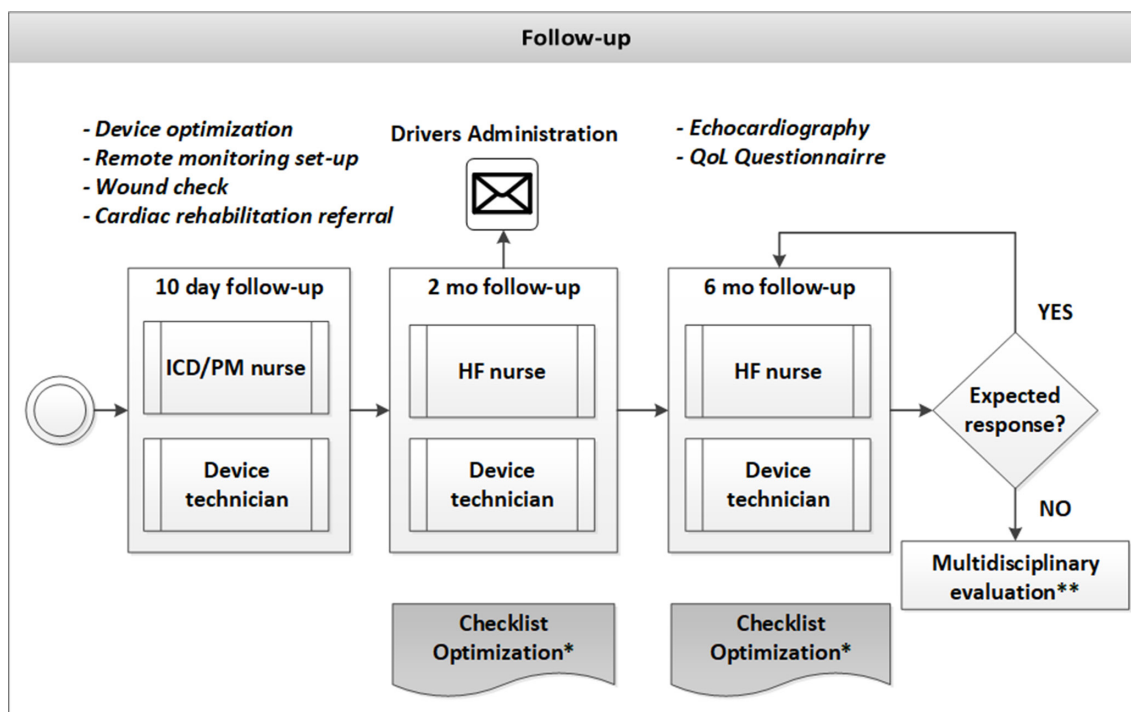 Follow-up
- Device optimization
- Remote monitoring set-up
- Wound check
- Cardiac rehabilitation referral
Drivers Administration
- Echocardiography
- QoL Questionnairre
10 day follow-up
ICD/PM nurse
Device
technician
2 mo follow-up
HF nurse
Device
technician
6 mo follow-up
HF nurse
Device
technician
YES
Expected
response?
NO
Multidisciplinary
evaluation**
Checklist
Optimization*
Checklist
Optimization*